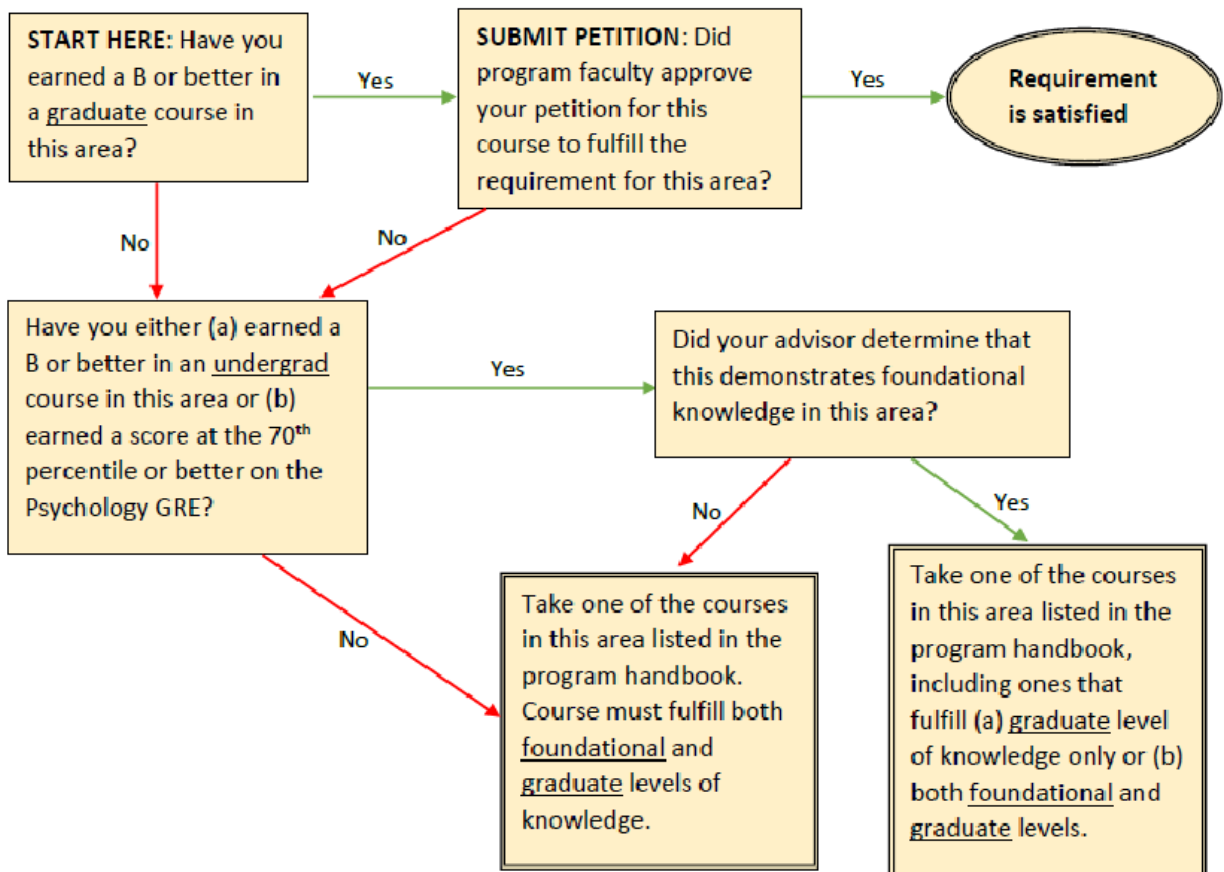 START HERE: Have you
earned a B or better in
a graduate course in
this area?
Yes
SUBMIT PETITION: Did
program faculty approve
your petition for this
course to fulfill the
requirement for this area?
Yes
Requirement
is satisfied
No
No
Have you either (a) earned a
B or better in an undergrad
course in this area or (b)
earned a score at the 70th
percentile or better on the
Psychology GRE?
Yes
Did your advisor determine that
this demonstrates foundational
knowledge in this area?
No
Yes
No
Take one of the courses
in this area listed in the
program handbook.
Course must fulfill both
foundational and
graduate levels of
knowledge.
Take one of the courses
in this area listed in the
program handbook,
including ones that
fulfill (a) graduate level
of knowledge only or (b)
both foundational and
graduate levels.